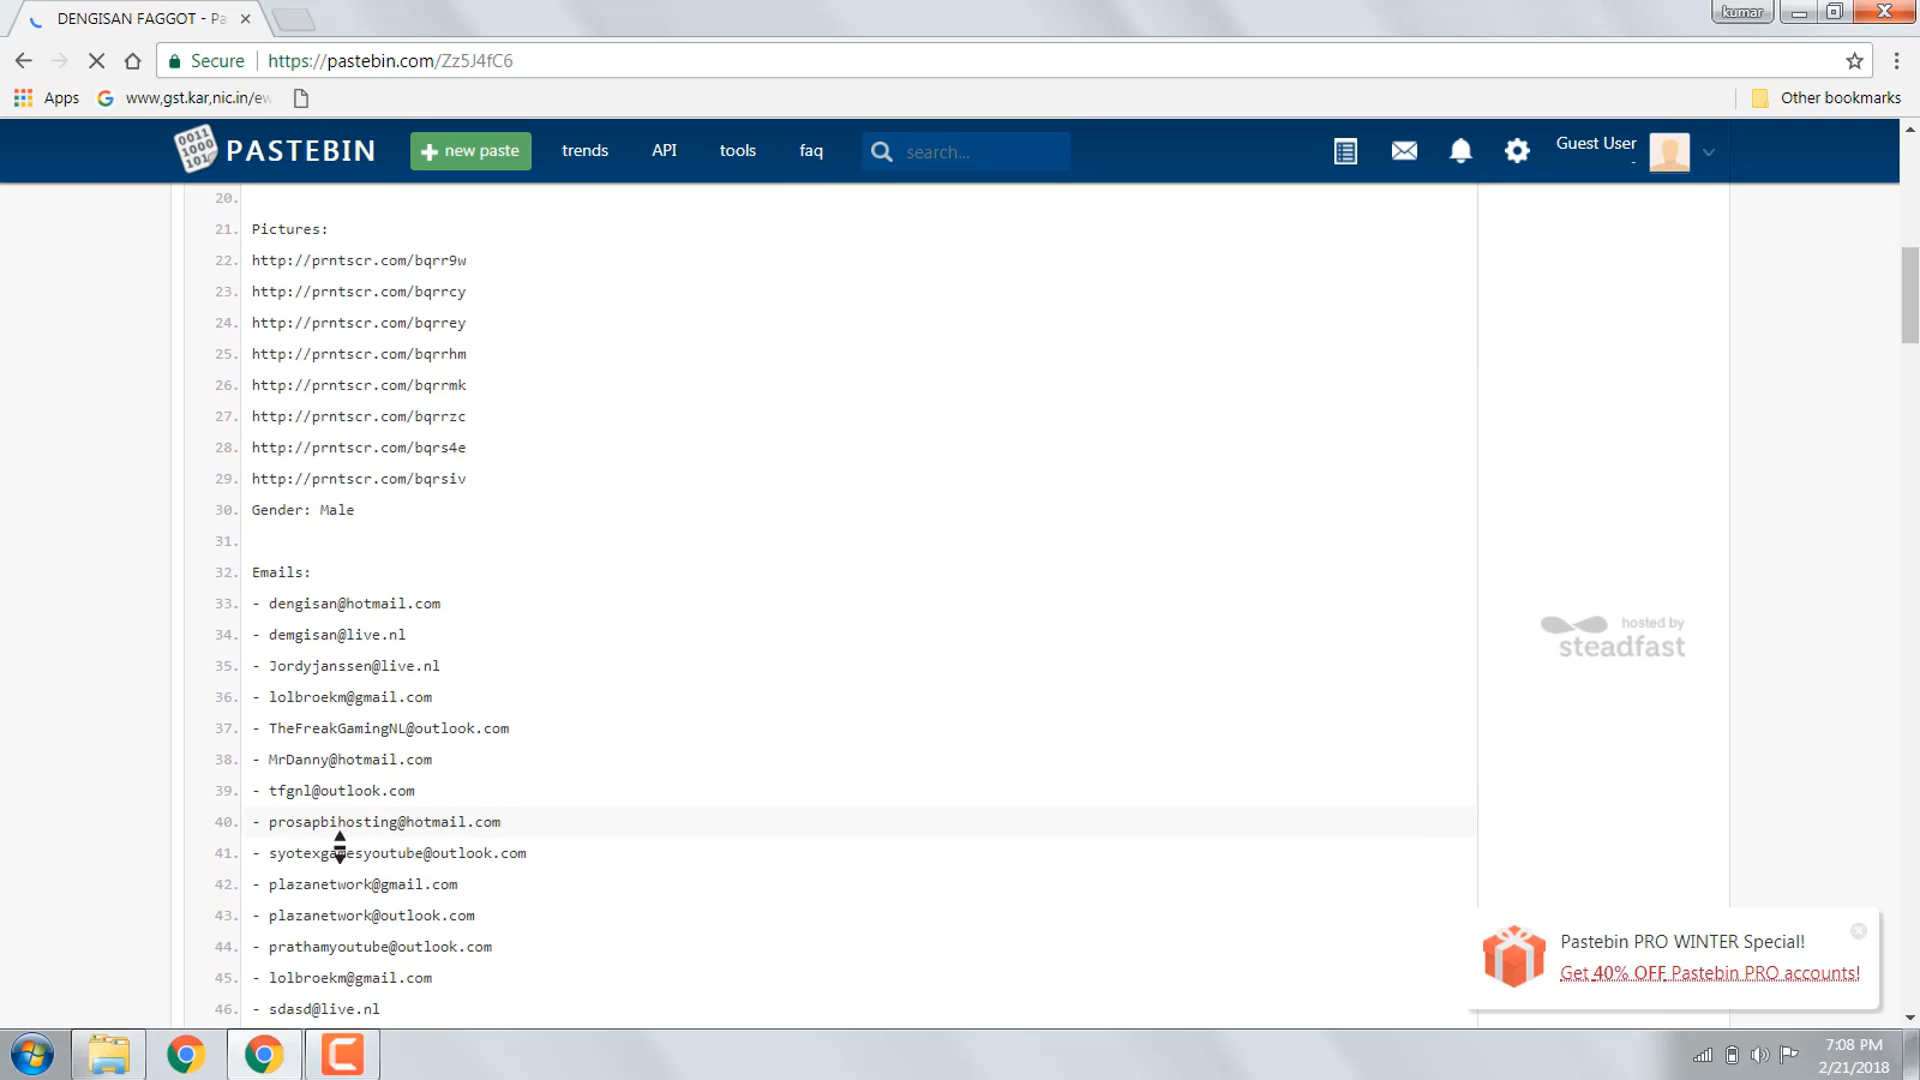 DENGISAN FAGGOT - Pa
kumar
Secure
https://pastebin.com/Zz5J4fC6
Apps
www,gst.kar,nic.in/ew
Other bookmarks
0011
1000
101
PASTEBIN
new paste
trends
API
tools
faq
search...
Guest User
-
20.
21. Pictures:
22. http://prntscr.com/bqrr9w
23. http://prntscr.com/bqrrcy
24. http://prntscr.com/bqrrey
25. http://prntscr.com/bqrrhm
26. http://prntscr.com/bqrrmk
27. http://prntscr.com/bqrrzc
28. http://prntscr.com/bqrs4e
29. http://prntscr.com/bqrsiv
30. Gender: Male
31.
32. Emails:
33. - dengisan@hotmail.com
34. - demgisan@live.nl
35. - Jordyjanssen@live.nl
36. - lolbroekm@gmail.com
37. - TheFreakGamingNL@outlook.com
38. - MrDanny@hotmail.com
39. - tfgnl@outlook.com
40. - prosapbihosting@hotmail.com
41. - syotexgamesyoutube@outlook.com
42. - plazanetwork@gmail.com
43. - plazanetwork@outlook.com
44. - prathamyoutube@outlook.com
45. - lolbroekm@gmail.com
46. - sdasd@live.nl
hosted by
steadfast
Pastebin PRO WINTER Special!
Get 40% OFF Pastebin PRO accounts!
7:08 PM
2/21/2018